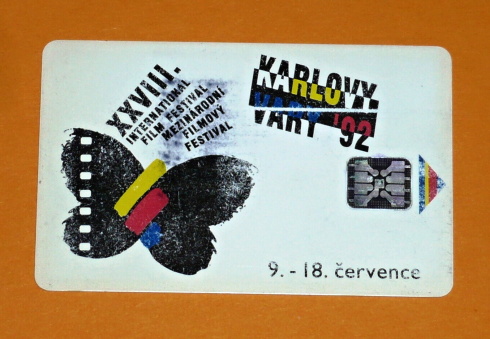 XXVIII.
INTERNATIONAL
FILM FESTIVAL
MEZINÁRODNÍ
FILMOVÝ
FESTIVAL
KARLOVY
VARY '92
9. - 18. července